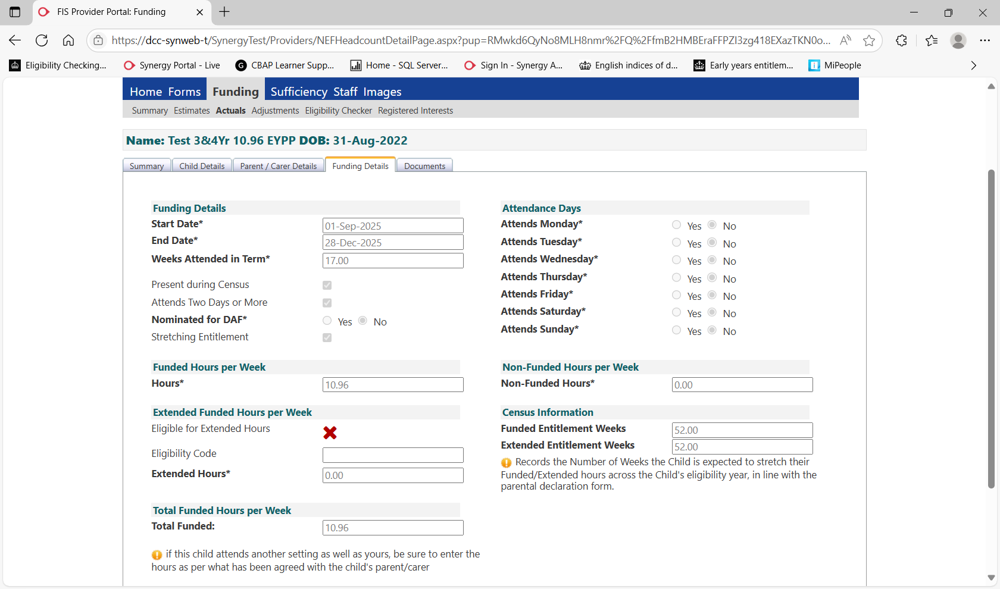 FIS Provider Portal: Funding
https://dcc-synweb-t/SynergyTest/Providers/NEFHeadcountDetailPage.aspx?pup=RMwkd6QyNo8MLH8nmr%2FQ%2FfmB2HMBEraFFPZI3zg418EXazTKN0o...
Eligibility Checking... Synergy Portal - Live CBAP Learner Supp... Home - SQL Server... Sign In - Synergy A... English indices of d... Early years entitlem... MiPeople
Home Forms Funding Sufficiency Staff Images
Summary Estimates Actuals Adjustments Eligibility Checker Registered Interests
Name: Test 3&4Yr 10.96 EYPP DOB: 31-Aug-2022
Summary Child Details Parent / Carer Details Funding Details Documents
Funding Details
Start Date* 01-Sep-2025
End Date* 28-Dec-2025
Weeks Attended in Term* 17.00
Present during Census
Attends Two Days or More
Nominated for DAF* Yes No
Stretching Entitlement
Attendance Days
Attends Monday* Yes No
Attends Tuesday* Yes No
Attends Wednesday* Yes No
Attends Thursday* Yes No
Attends Friday* Yes No
Attends Saturday* Yes No
Attends Sunday* Yes No
Funded Hours per Week
Hours* 10.96
Non-Funded Hours per Week
Non-Funded Hours* 0.00
Extended Funded Hours per Week
Eligible for Extended Hours
Eligibility Code
Extended Hours* 0.00
Census Information
Funded Entitlement Weeks 52.00
Extended Entitlement Weeks 52.00
Records the Number of Weeks the Child is expected to stretch their
Funded/Extended hours across the Child's eligibility year, in line with the
parental declaration form.
Total Funded Hours per Week
Total Funded: 10.96
if this child attends another setting as well as yours, be sure to enter the
hours as per what has been agreed with the child's parent/carer